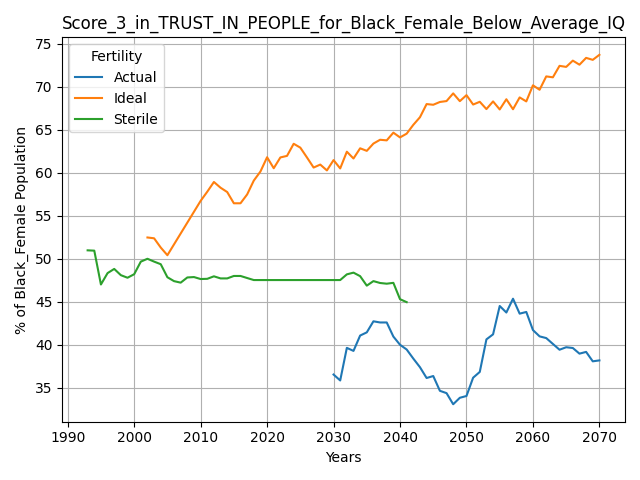 Score_3_in_TRUST_IN_PEOPLE_for_Black_Female_Below_Average_IQ
75
70
65
60
55
50
45
40
35
% of Black_Female Population
Fertility
Actual
Ideal
Sterile
1990 2000 2010 2020 2030 2040 2050 2060 2070
Years